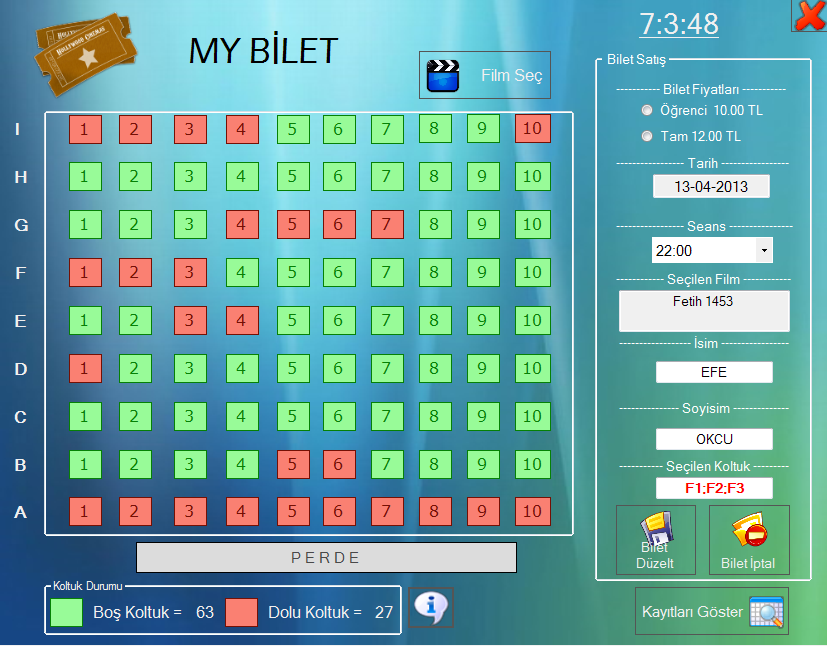 HOLLYWOOD CINEMAS
MY BİLET
7:3:48
Film Seç
I 1 2 3 4 5 6 7 8 9 10
H 1 2 3 4 5 6 7 8 9 10
G 1 2 3 4 5 6 7 8 9 10
F 1 2 3 4 5 6 7 8 9 10
E 1 2 3 4 5 6 7 8 9 10
D 1 2 3 4 5 6 7 8 9 10
C 1 2 3 4 5 6 7 8 9 10
B 1 2 3 4 5 6 7 8 9 10
A 1 2 3 4 5 6 7 8 9 10
PERDE
Koltuk Durumu
Boş Koltuk = 63 Dolu Koltuk = 27
Bilet Satış
Bilet Fiyatları
Öğrenci 10.00 TL
Tam 12.00 TL
Tarih
13-04-2013
Seans
22:00
Seçilen Film
Fetih 1453
İsim
EFE
Soyisim
OKCU
Seçilen Koltuk
F1;F2;F3
Bilet
Düzelt
Bilet İptal
Kayıtları Göster